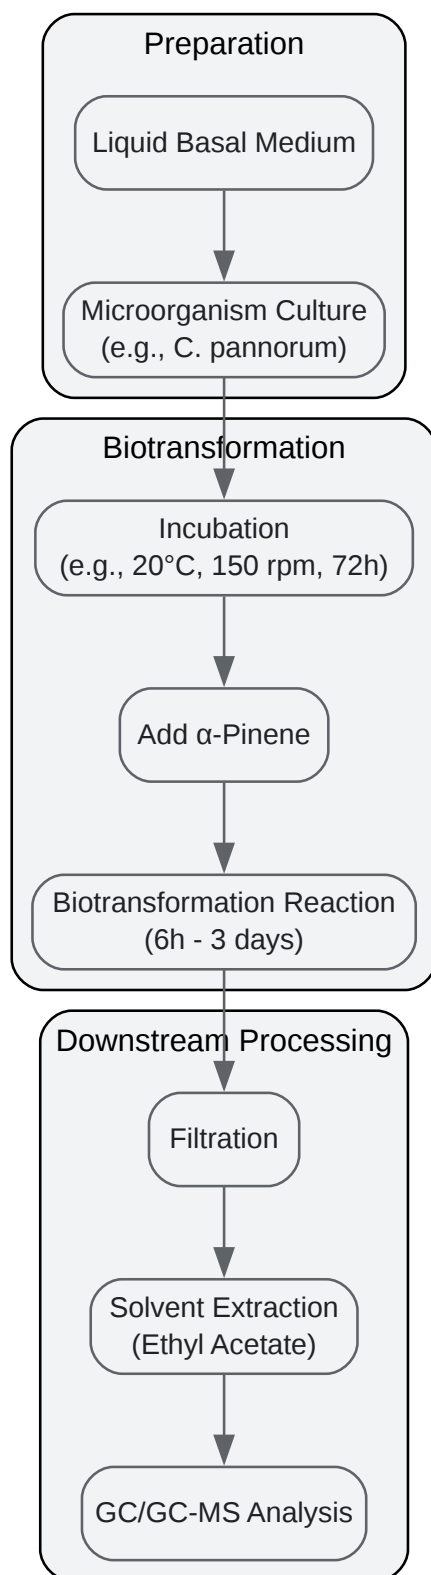 Preparation
Liquid Basal Medium
Microorganism Culture
(e.g., C. pannorum)
Biotransformation
Incubation
(e.g., 20°C, 150 rpm, 72h)
Add α-Pinene
Biotransformation Reaction
(6h - 3 days)
Downstream Processing
Filtration
Solvent Extraction
(Ethyl Acetate)
GC/GC-MS Analysis